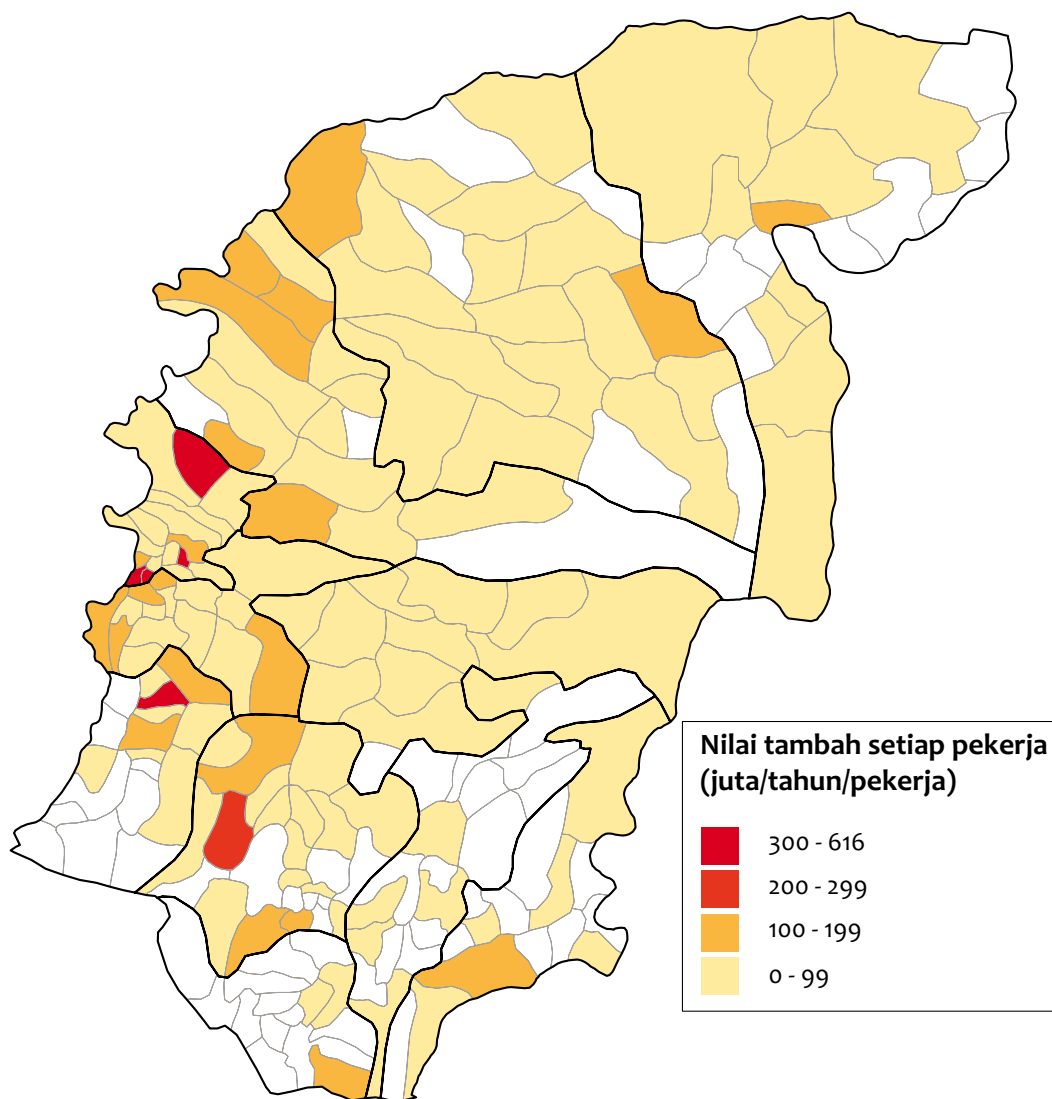 Nilai tambah setiap pekerja
(juta/tahun/pekerja)
300 - 616
200 - 299
100 - 199
0 - 99